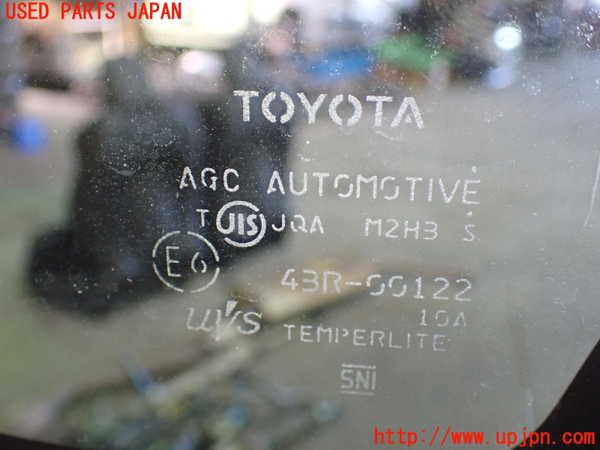 USED PARTS JAPAN
TOYOTA
AGC AUTOMOTIVE
T JIS JQA M2H3 S
E6 43R-00122
uvs 10A
TEMPERLITE
SNI
http://www.upjpn.com